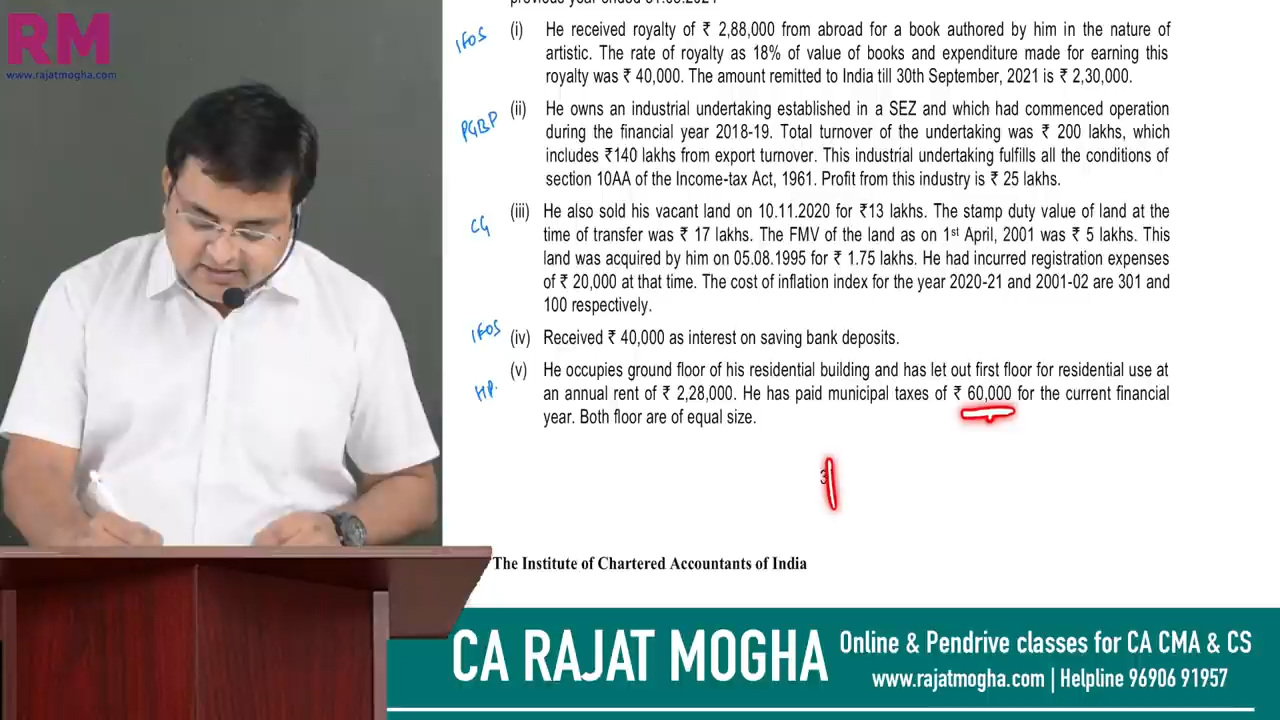 RM
www.rajatmogha.com
previous year ended 31.03.2021
IFOS
(i) He received royalty of ₹ 2,88,000 from abroad for a book authored by him in the nature of
artistic. The rate of royalty as 18% of value of books and expenditure made for earning this
royalty was ₹ 40,000. The amount remitted to India till 30th September, 2021 is ₹ 2,30,000.
PGBP
(ii) He owns an industrial undertaking established in a SEZ and which had commenced operation
during the financial year 2018-19. Total turnover of the undertaking was ₹ 200 lakhs, which
includes ₹140 lakhs from export turnover. This industrial undertaking fulfills all the conditions of
section 10AA of the Income-tax Act, 1961. Profit from this industry is ₹ 25 lakhs.
CG
(iii) He also sold his vacant land on 10.11.2020 for ₹13 lakhs. The stamp duty value of land at the
time of transfer was ₹ 17 lakhs. The FMV of the land as on 1st April, 2001 was ₹ 5 lakhs. This
land was acquired by him on 05.08.1995 for ₹ 1.75 lakhs. He had incurred registration expenses
of ₹ 20,000 at that time. The cost of inflation index for the year 2020-21 and 2001-02 are 301 and
100 respectively.
IFOS
(iv) Received ₹ 40,000 as interest on saving bank deposits.
HP.
(v) He occupies ground floor of his residential building and has let out first floor for residential use at
an annual rent of ₹ 2,28,000. He has paid municipal taxes of ₹ 60,000 for the current financial
year. Both floor are of equal size.
3
The Institute of Chartered Accountants of India
CA RAJAT MOGHA
Online & Pendrive classes for CA CMA & CS
www.rajatmogha.com | Helpline 96906 91957